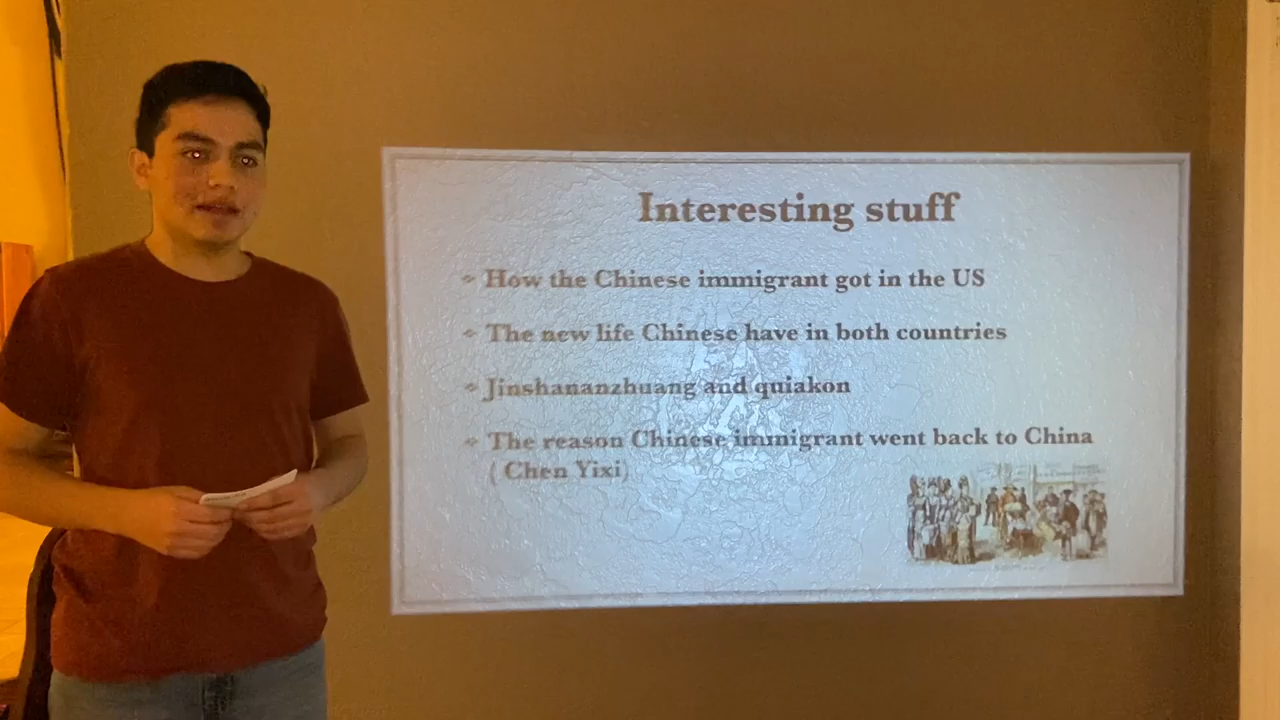 Interesting stuff
How the Chinese immigrant got in the US
The new life Chinese have in both countries
Jinshananzhuang and quiakon
The reason Chinese immigrant went back to China
( Chen Yixi)